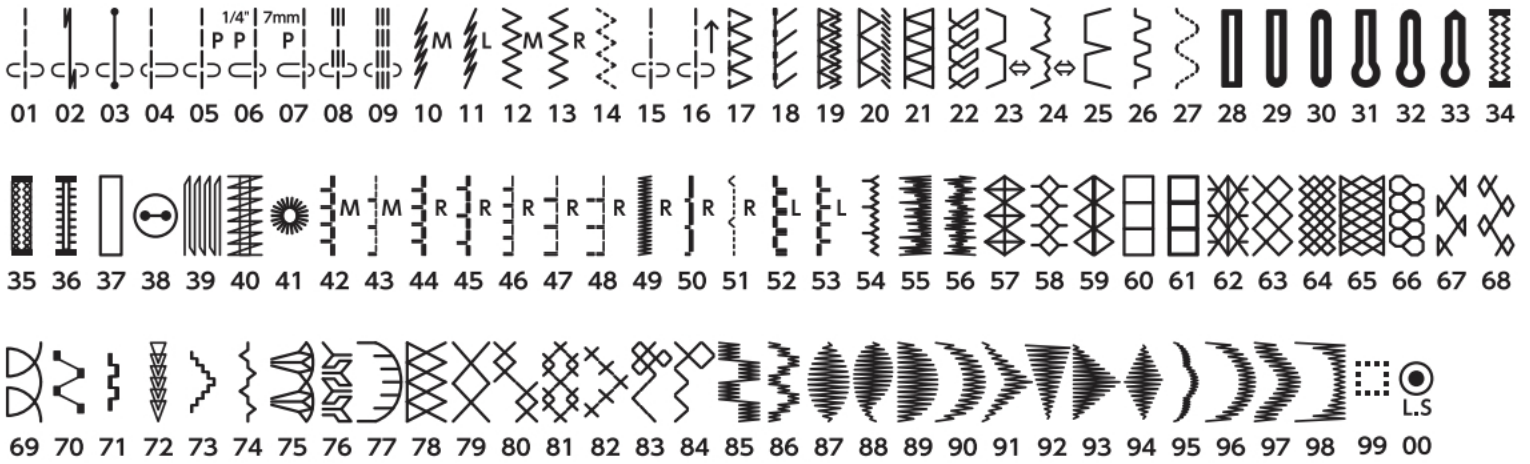 1/4" 7mm
P P P M L M R
01 02 03 04 05 06 07 08 09 10 11 12 13 14 15 16 17 18 19 20 21 22 23 24 25 26 27 28 29 30 31 32 33 34
M M R R R R R R R R L L
35 36 37 38 39 40 41 42 43 44 45 46 47 48 49 50 51 52 53 54 55 56 57 58 59 60 61 62 63 64 65 66 67 68
L.S
69 70 71 72 73 74 75 76 77 78 79 80 81 82 83 84 85 86 87 88 89 90 91 92 93 94 95 96 97 98 99 00